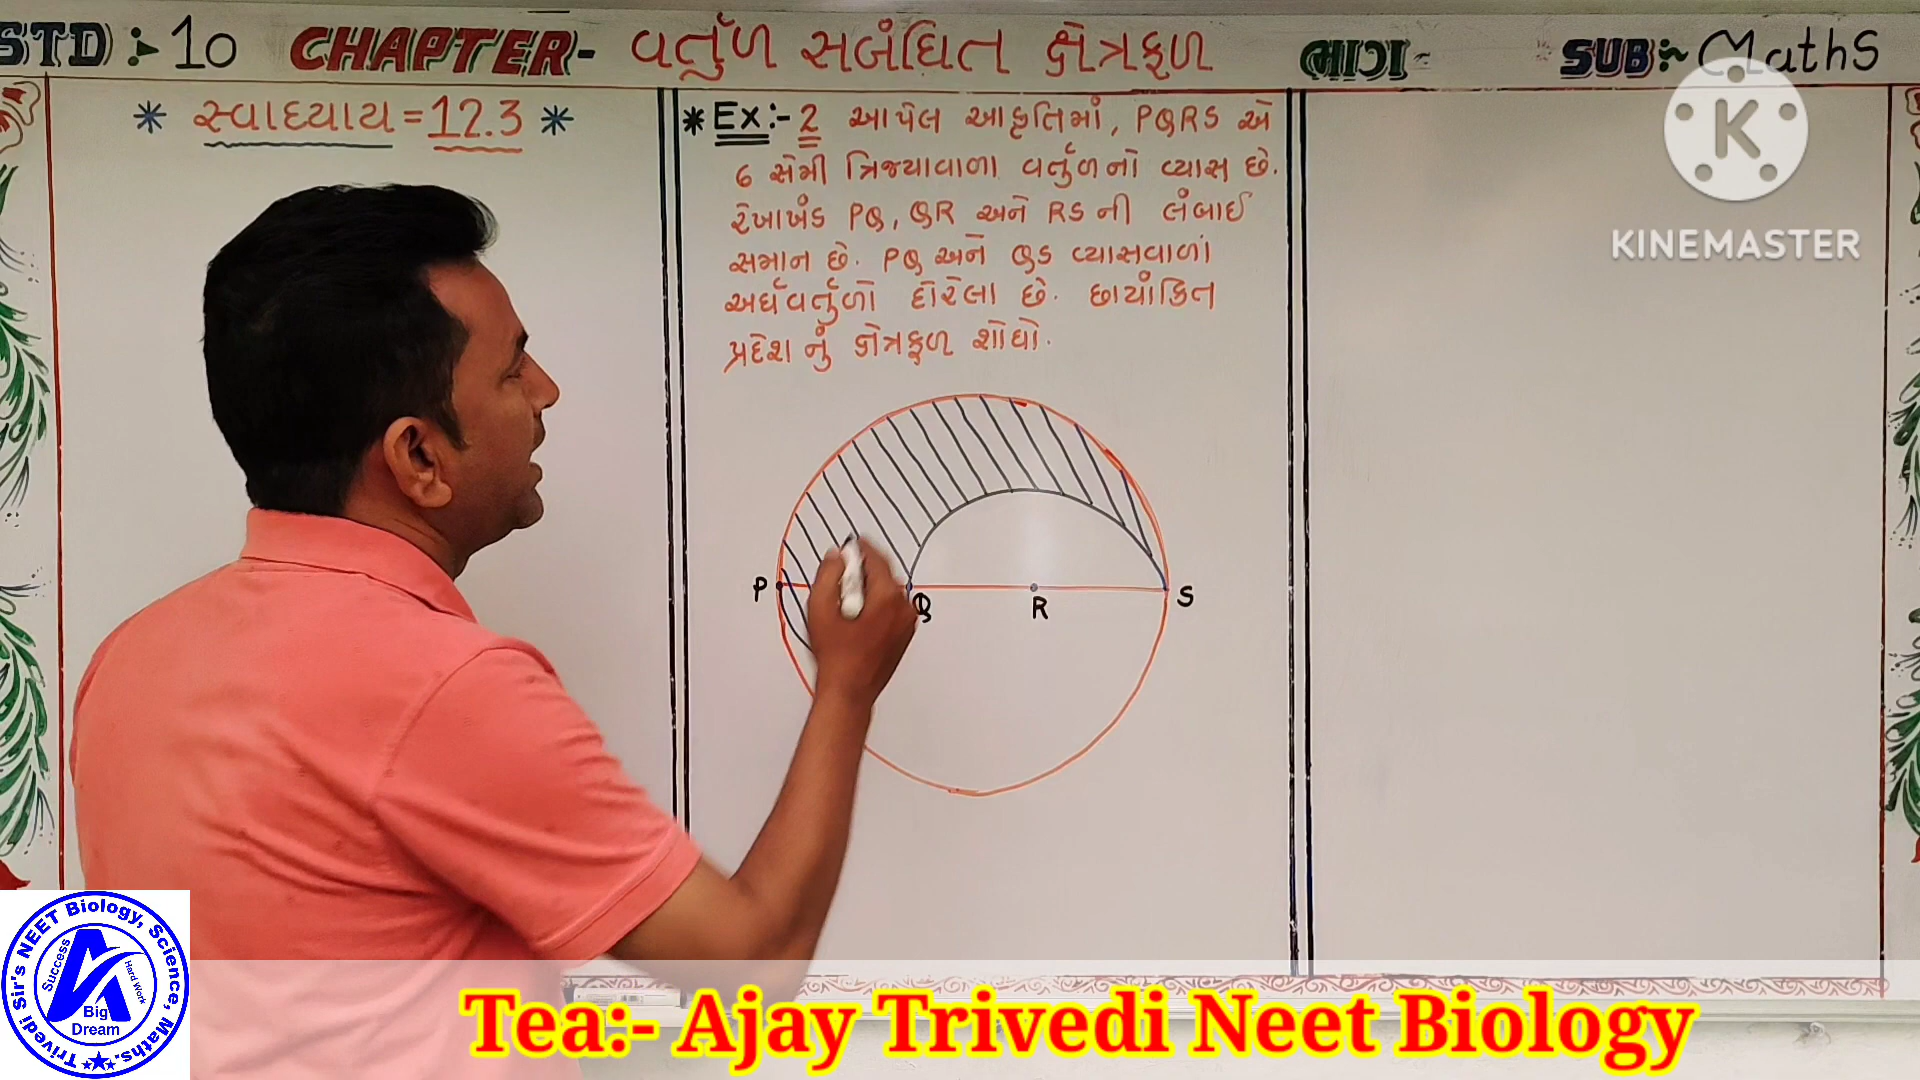 STD :- 10 CHAPTER:- વર્તુળ સબંધિત ક્ષેત્રફળ ભાગ:- SUB:- Maths
* સ્વાધ્યાય = 12.3 *
* Ex:- 2 આપેલ આકૃતિમાં, PQRS એ
6 સેમી ત્રિજ્યાવાળા વર્તુળનો વ્યાસ છે.
રેખાખંડ PQ, QR અને RS ની લંબાઈ
સમાન છે. PQ અને QS વ્યાસવાળાં
અર્ધવર્તુળો દોરેલા છે. છાયાંકિત
પ્રદેશ નું ક્ષેત્રફળ શોધો.
P Q R S
K
KINEMASTER
Trivedi Sir's NEET Biology, Science, Maths.
Success
Hard Work
Big
Dream
Tea:- Ajay Trivedi Neet Biology